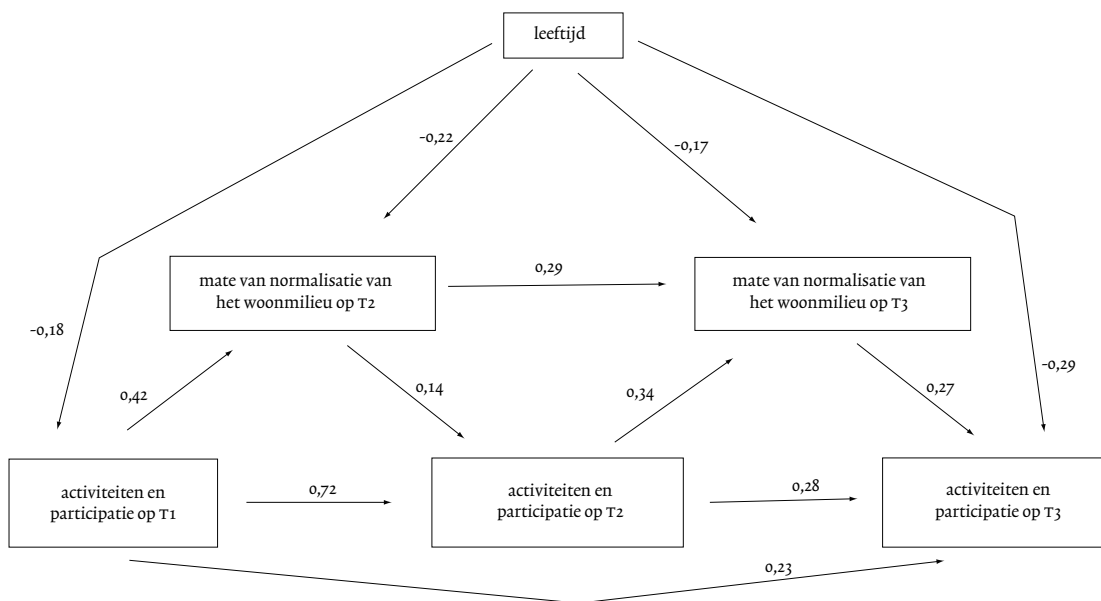 leeftijd
-0,22
-0,17
mate van normalisatie van
het woonmilieu op T2
0,29
mate van normalisatie van
het woonmilieu op T3
-0,18
0,42
0,14
0,34
0,27
-0,29
activiteiten en
participatie op T1
0,72
activiteiten en
participatie op T2
0,28
activiteiten en
participatie op T3
0,23